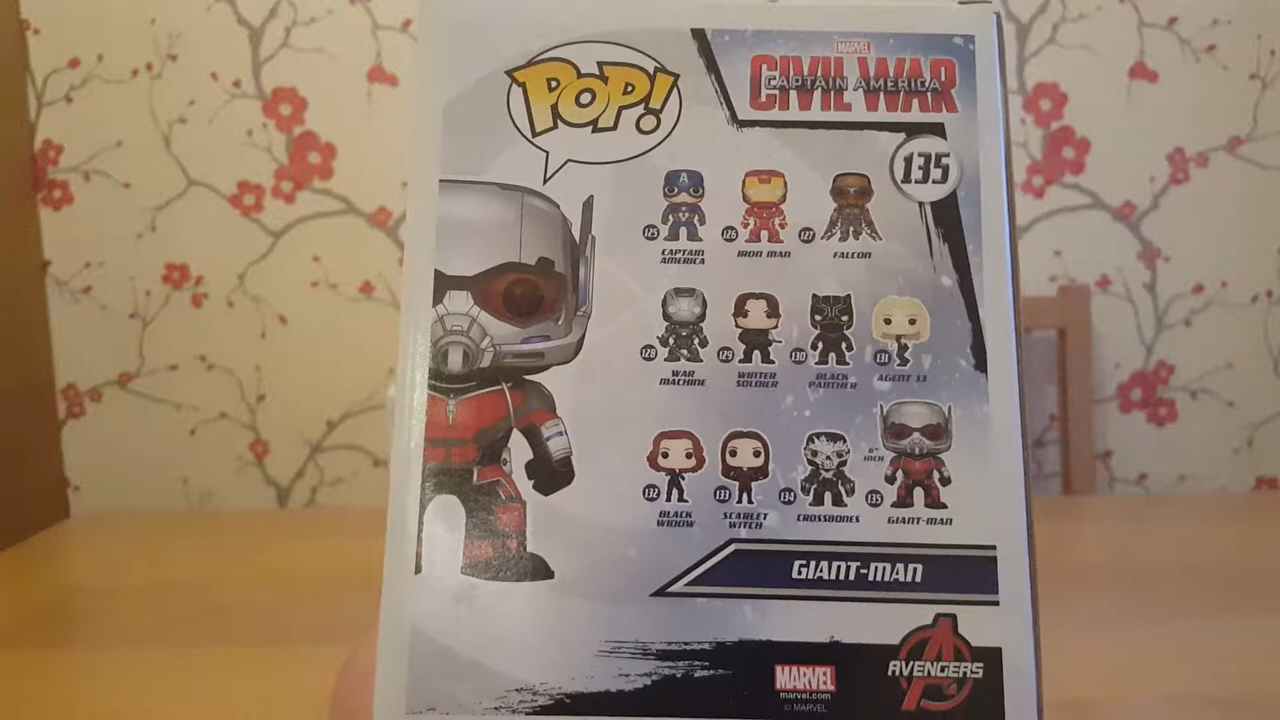 POP!
MARVEL
CAPTAIN AMERICA
CIVIL WAR
135
A
125
126
127
CAPTAIN
AMERICA
IRON MAN
FALCON
128
129
130
131
WAR
MACHINE
WINTER
SOLDIER
BLACK
PANTHER
AGENT 13
6"
INCH
132
133
134
135
BLACK
WIDOW
SCARLET
WITCH
CROSSBONES
GIANT-MAN
GIANT-MAN
AVENGERS
MARVEL
marvel.com
© MARVEL